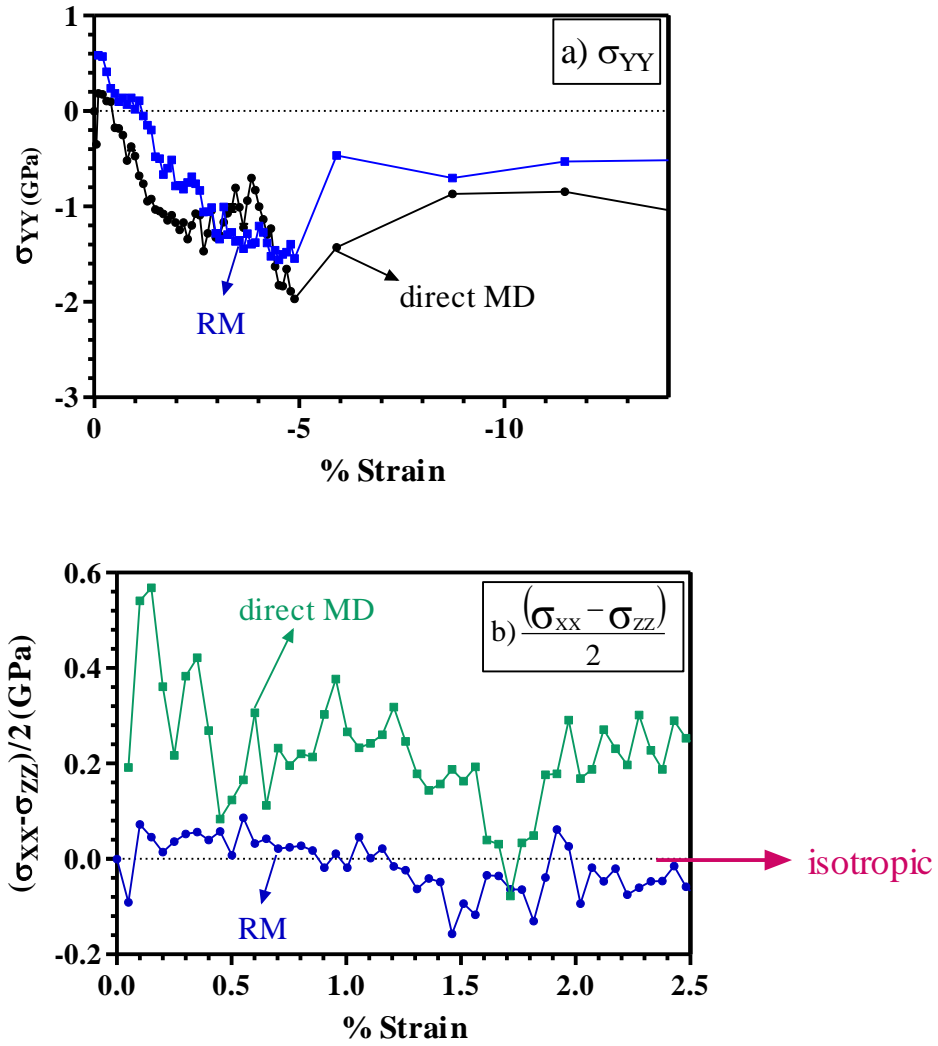 1
a) σYY
0
-1
-2
-3
σYY (GPa)
RM
direct MD
0
-5
-10
% Strain
0.6
0.4
0.2
0.0
-0.2
(σXX-σZZ)/2 (GPa)
direct MD
b) (σXX − σZZ)
2
isotropic
RM
0.0
0.5
1.0
1.5
2.0
2.5
% Strain